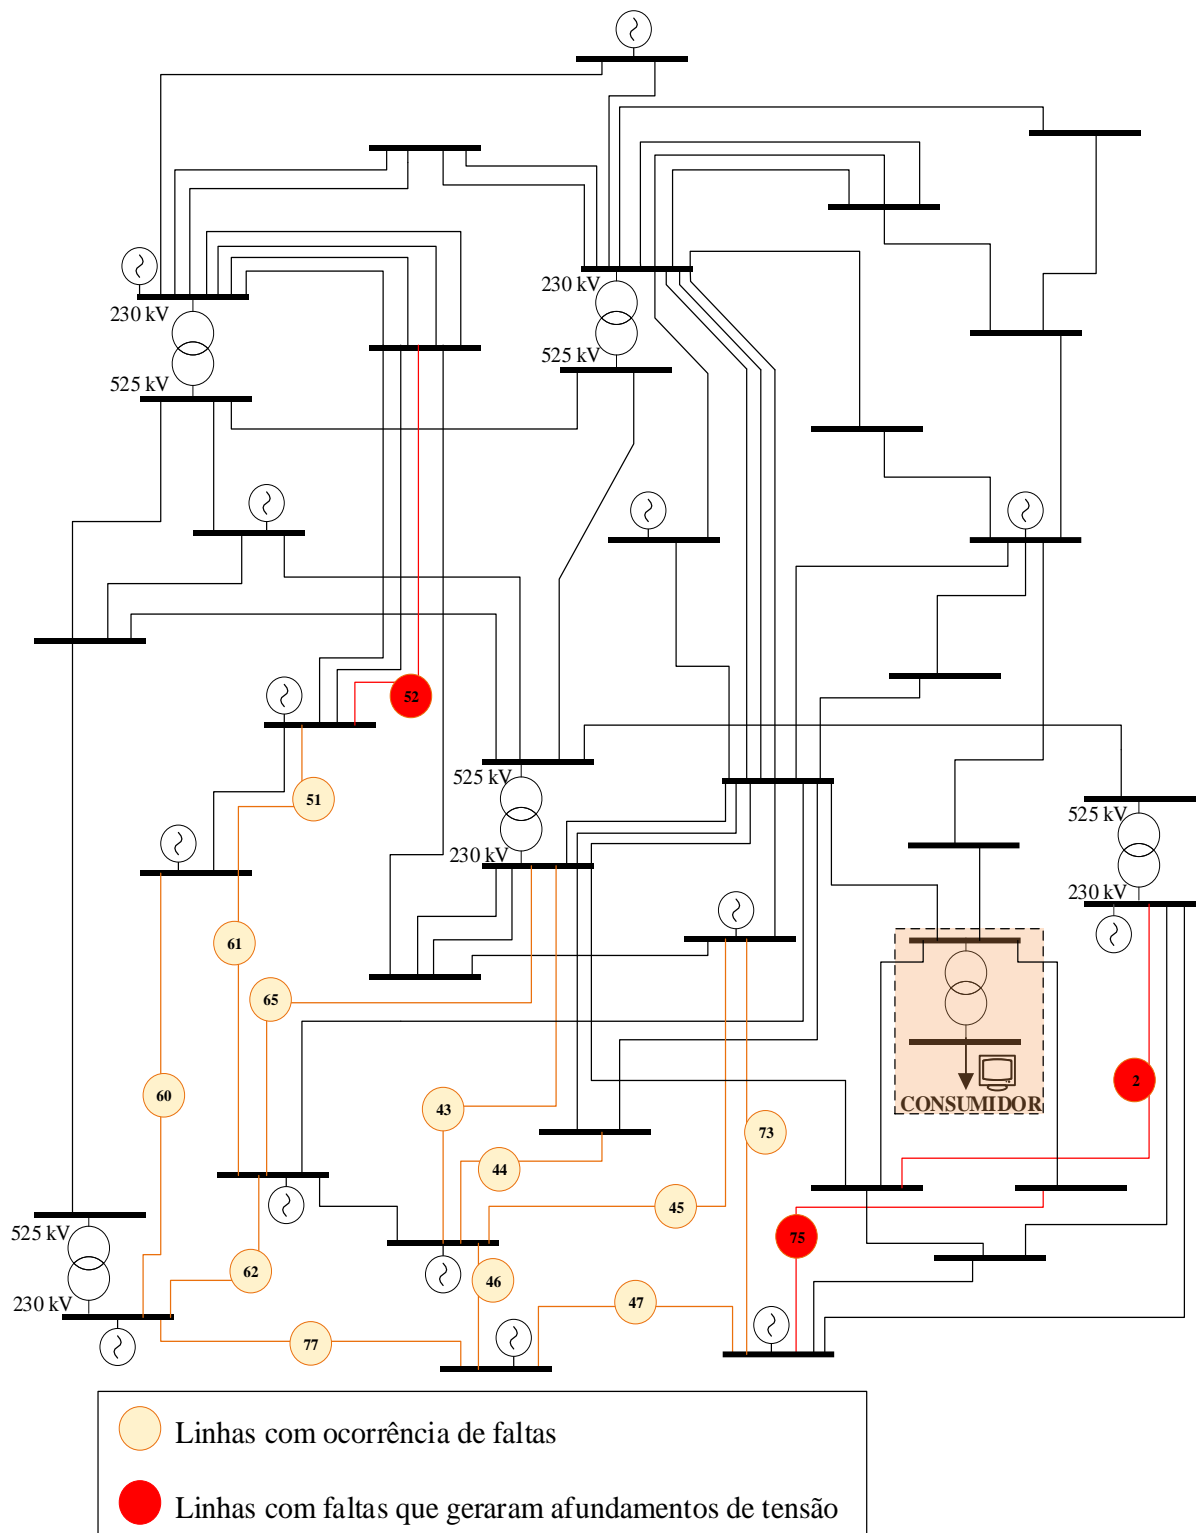 230 kV
230 kV
525 kV
525 kV
52
525 kV
51
525 kV
230 kV
230 kV
61
65
2
60
CONSUMIDOR
43
73
44
45
525 kV
75
62
46
230 kV
47
77
Linhas com ocorrência de faltas
Linhas com faltas que geraram afundamentos de tensão